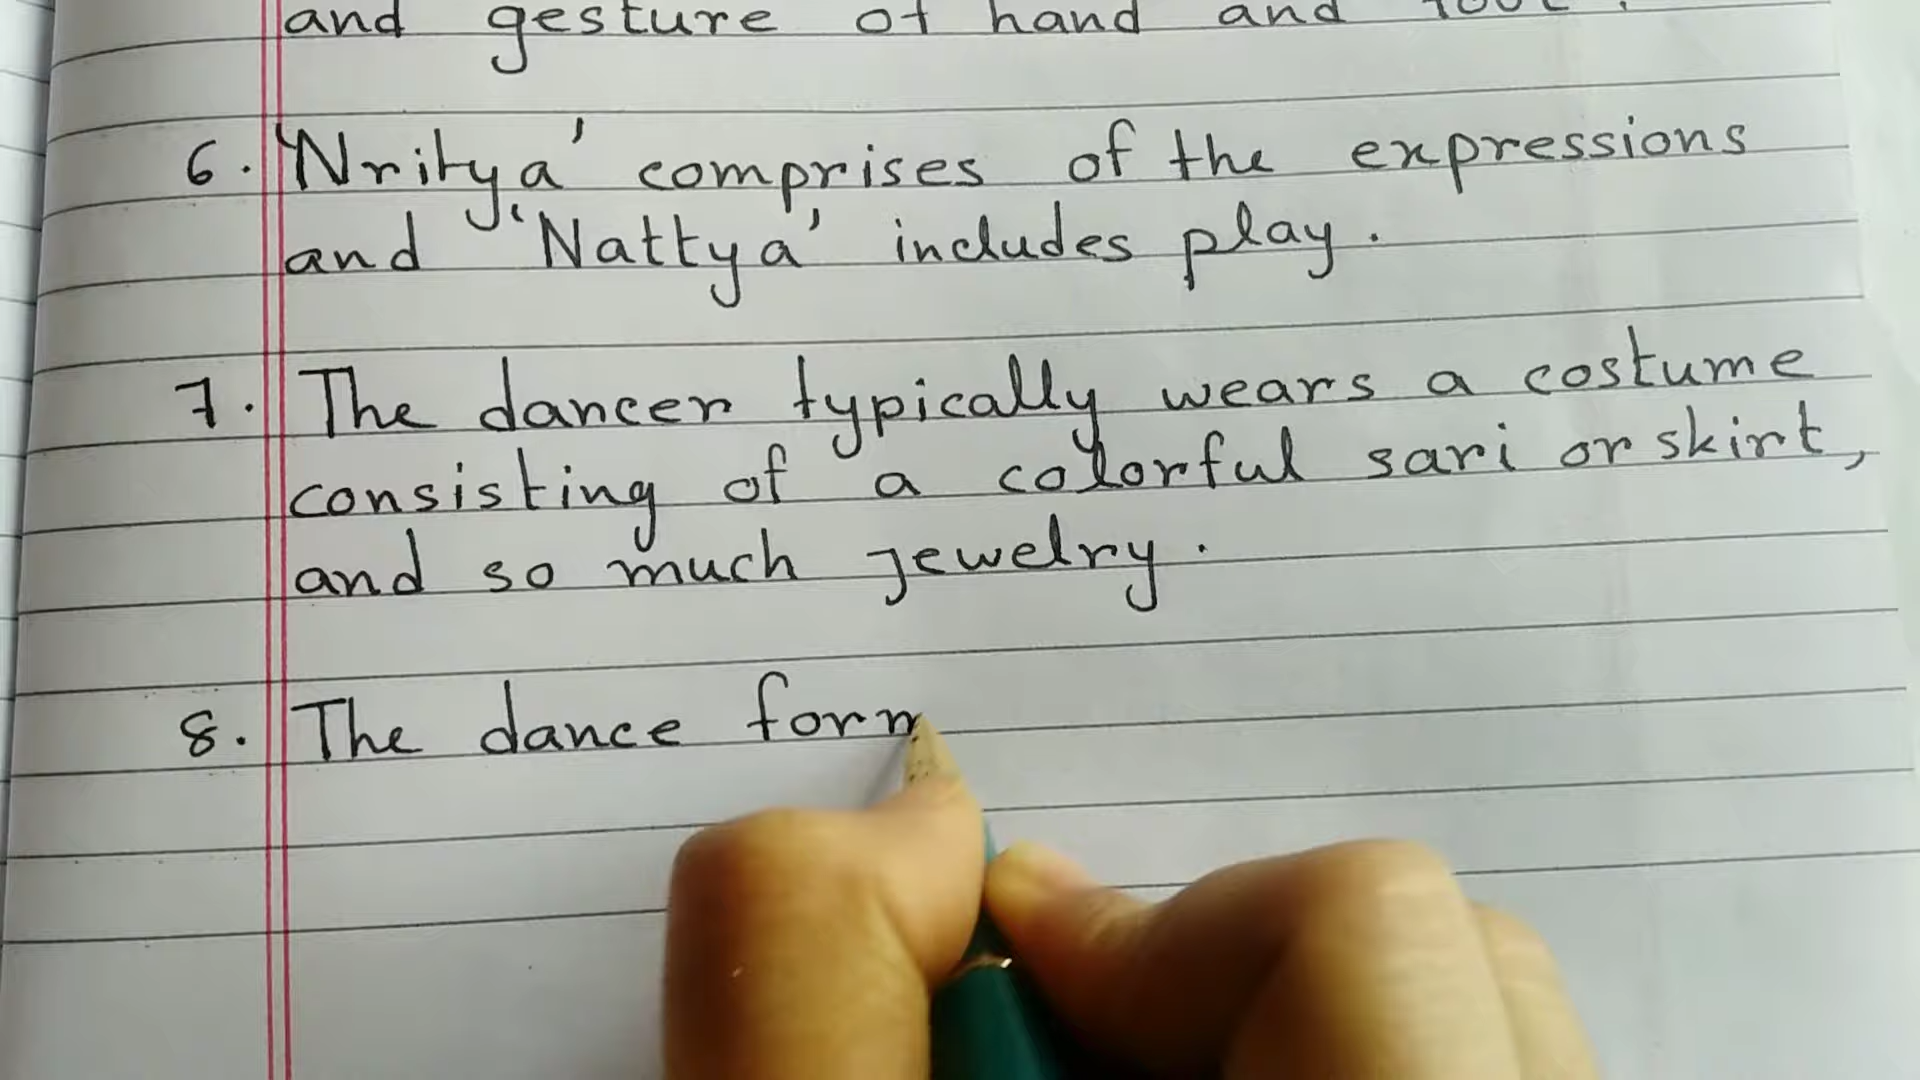 and gesture of hand and foot.
6. 'Nritya' comprises of the expressions
and 'Nattya' includes play.
7. The dancer typically wears a costume
consisting of a colorful sari or skirt,
and so much jewelry.
8. The dance form